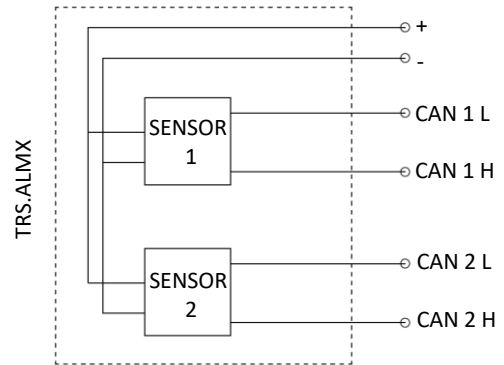 +
-
CAN 1 L
SENSOR
1
CAN 1 H
TRS.ALMX
CAN 2 L
SENSOR
2
CAN 2 H